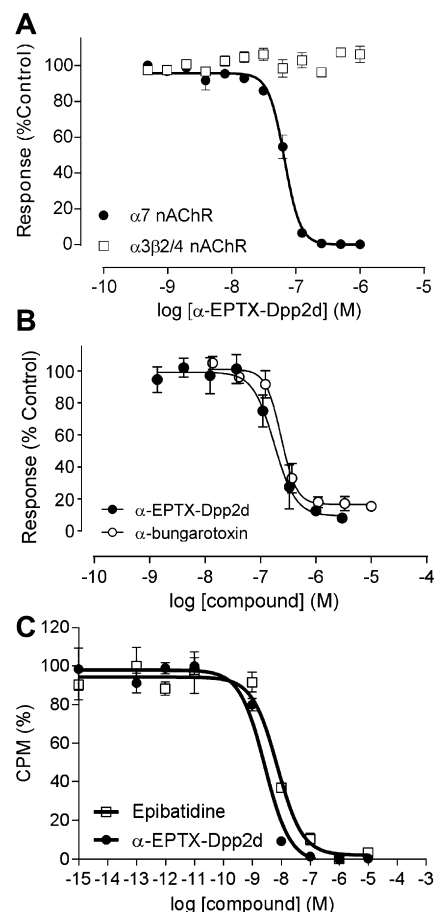 A
Response (%Control)
100
80
60
40
20
0
α7 nAChR
α3β2/4 nAChR
-10 -9 -8 -7 -6 -5
log [α-EPTX-Dpp2d] (M)
B
Response (% Control)
100
80
60
40
20
0
α-EPTX-Dpp2d
α-bungarotoxin
-10 -9 -8 -7 -6 -5 -4
log [compound] (M)
C
CPM (%)
120
100
80
60
40
20
0
Epibatidine
α-EPTX-Dpp2d
-15 -14 -13 -12 -11 -10 -9 -8 -7 -6 -5 -4 -3
log [compound] (M)